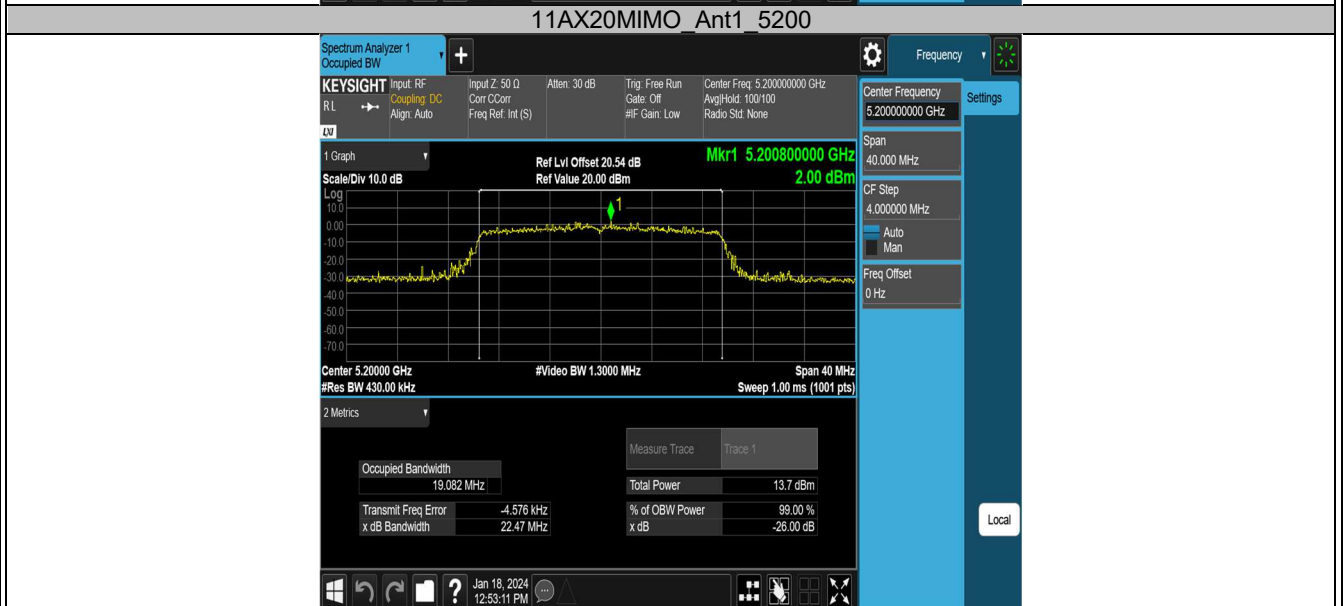 11AX20MIMO_Ant1_5200
Spectrum Analyzer 1
Occupied BW
+
Frequency
KEYSIGHT
RL
LXI
Input: RF
Coupling: DC
Align: Auto
Input Z: 50 Ω
Corr CCorr
Freq Ref: Int (S)
Atten: 30 dB
Trig: Free Run
Gate: Off
#IF Gain: Low
Center Freq: 5.200000000 GHz
Avg|Hold: 100/100
Radio Std: None
Center Frequency
5.200000000 GHz
Settings
Span
40.000 MHz
CF Step
4.000000 MHz
Auto
Man
Freq Offset
0 Hz
1 Graph
Scale/Div 10.0 dB
Ref Lvl Offset 20.54 dB
Ref Value 20.00 dBm
Mkr1 5.200800000 GHz
2.00 dBm
Log
10.0
0.00
-10.0
-20.0
-30.0
-40.0
-50.0
-60.0
-70.0
1
Center 5.20000 GHz
#Video BW 1.3000 MHz
Span 40 MHz
#Res BW 430.00 kHz
Sweep 1.00 ms (1001 pts)
2 Metrics
Measure Trace Trace 1
Occupied Bandwidth
19.082 MHz
Total Power 13.7 dBm
Transmit Freq Error -4.576 kHz
% of OBW Power 99.00 %
x dB Bandwidth 22.47 MHz
x dB -26.00 dB
Local
?
Jan 18, 2024
12:53:11 PM